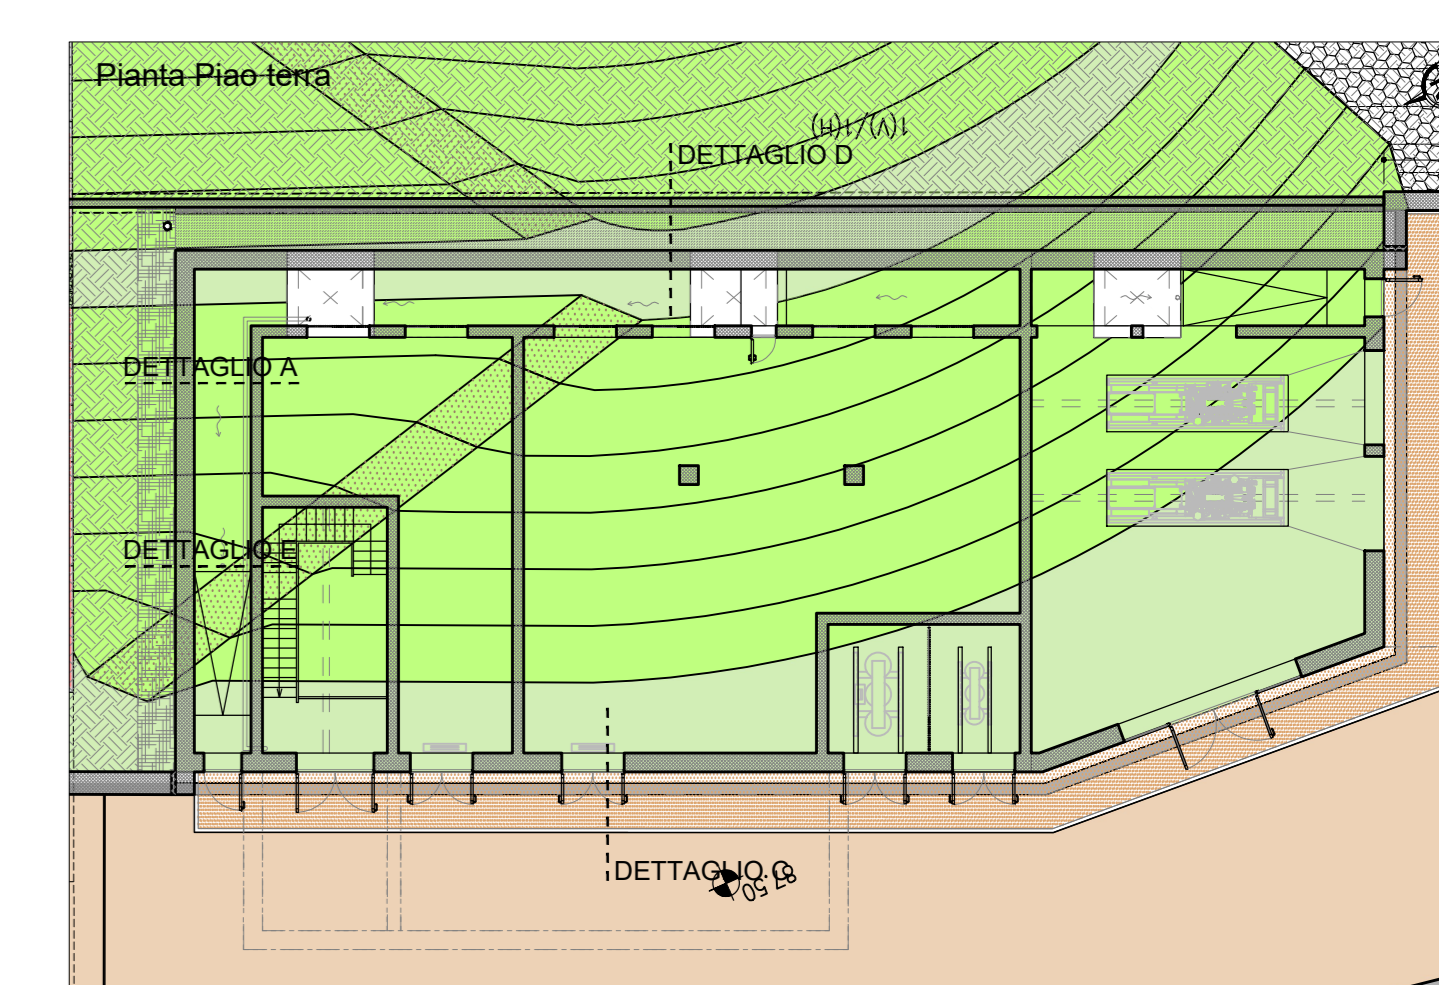 Pianta Piao terra
1(V)/1(H)
DETTAGLIO D
DETTAGLIO A
DETTAGLIO E
DETTAGLIO C
87.50